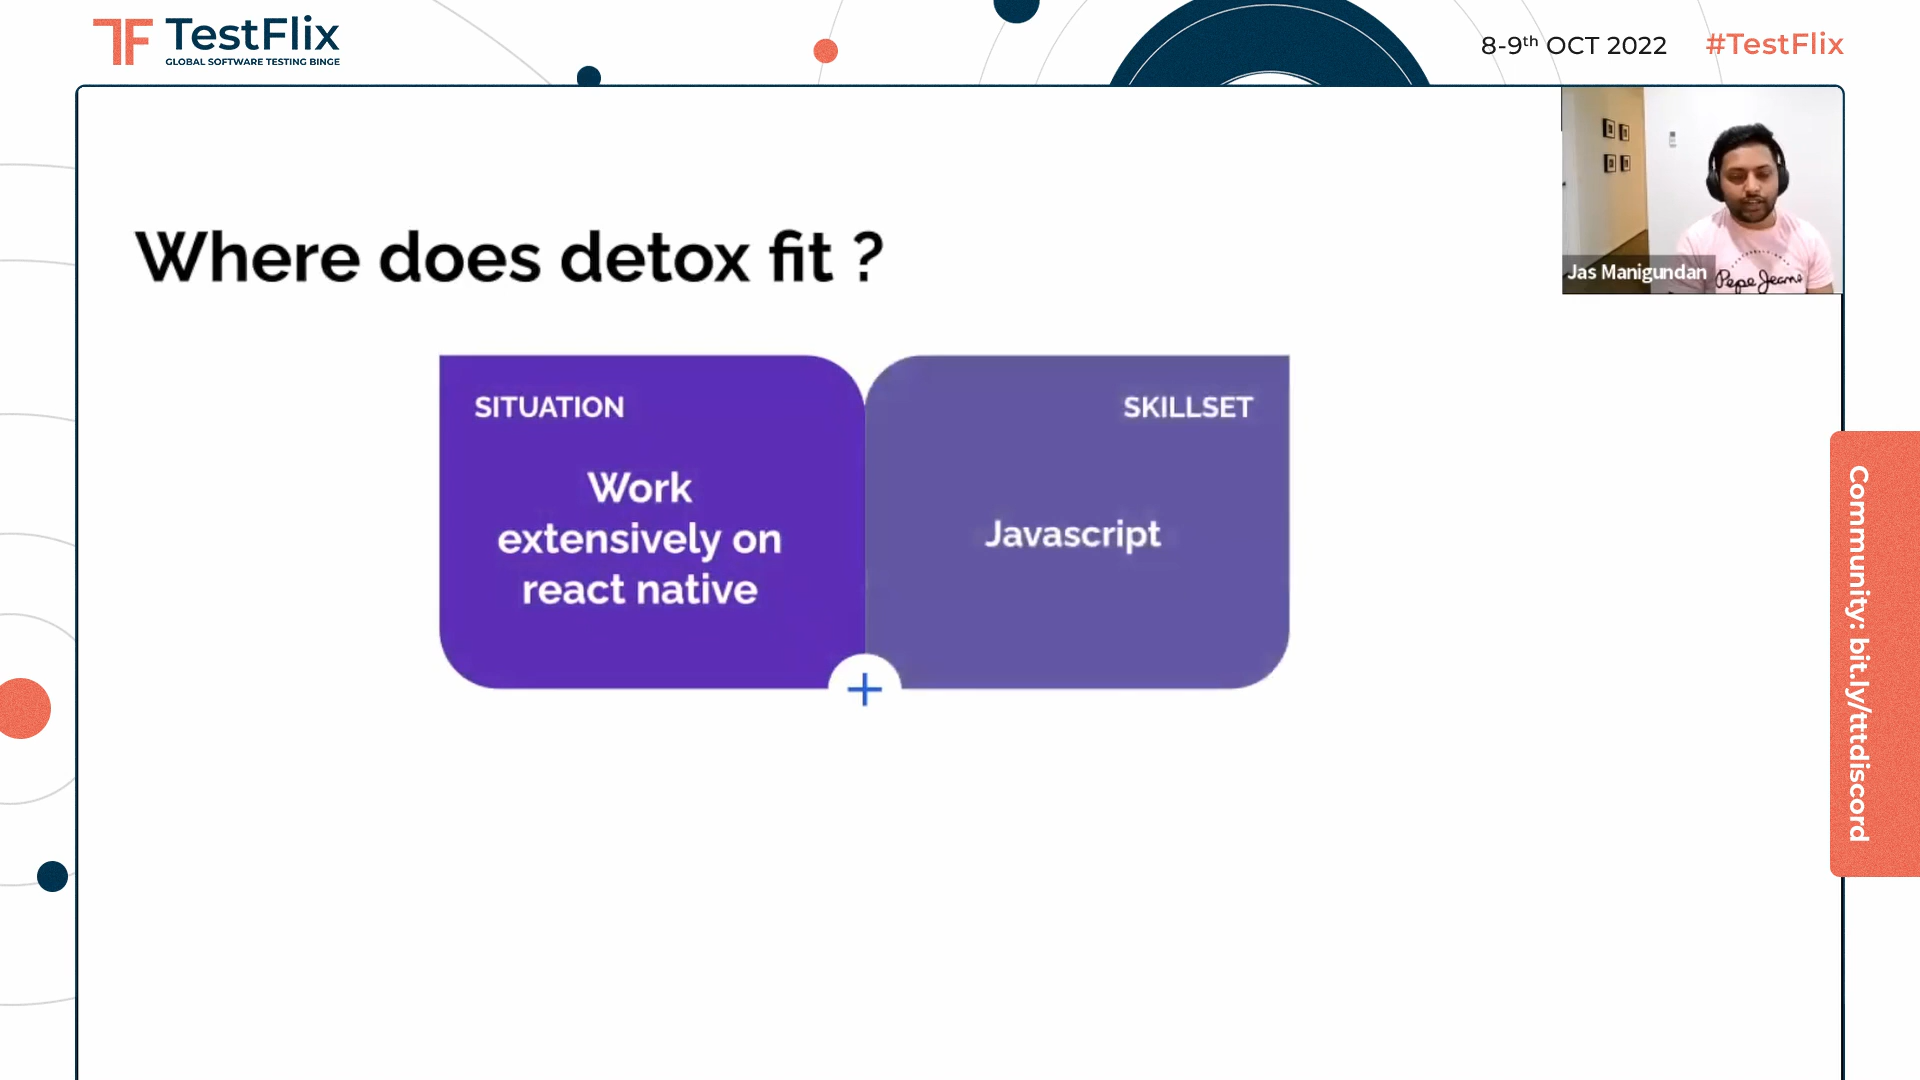 TF TestFlix
GLOBAL SOFTWARE TESTING BINGE
8-9th OCT 2022 #TestFlix
Jas Manigundan
Pepe Jeans
Where does detox fit ?
SITUATION
Work
extensively on
react native
SKILLSET
Javascript
+
Community: bit.ly/tttdiscord